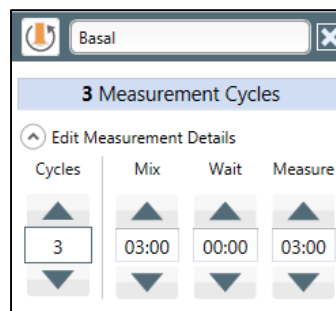 Basal
3 Measurement Cycles
Edit Measurement Details
Cycles Mix Wait Measure
3 03:00 00:00 03:00